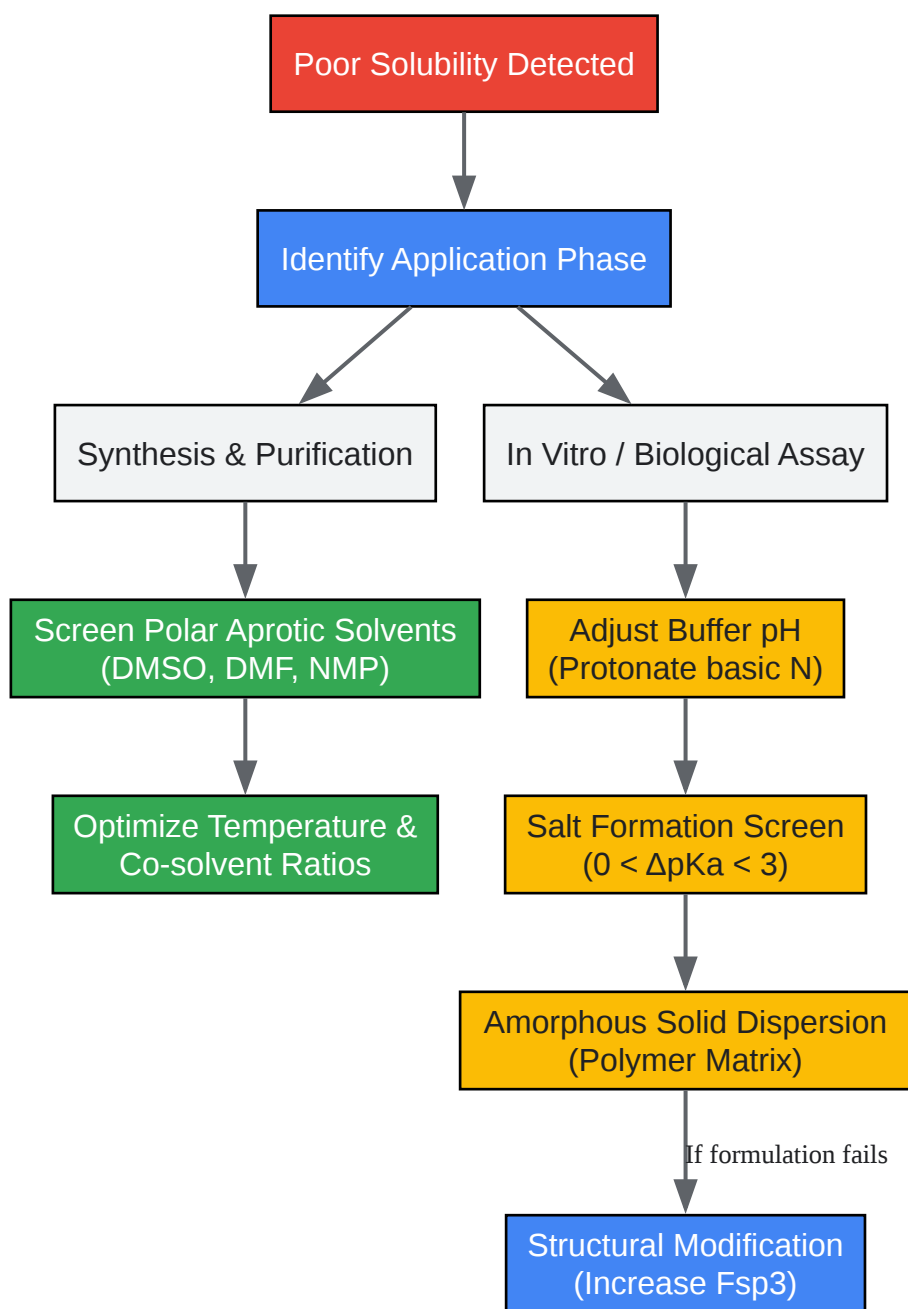 Poor Solubility Detected
Identify Application Phase
Synthesis & Purification
In Vitro / Biological Assay
Screen Polar Aprotic Solvents
(DMSO, DMF, NMP)
Adjust Buffer pH
(Protonate basic N)
Optimize Temperature &
Co-solvent Ratios
Salt Formation Screen
(0 < ΔpKa < 3)
Amorphous Solid Dispersion
(Polymer Matrix)
If formulation fails
Structural Modification
(Increase Fsp3)